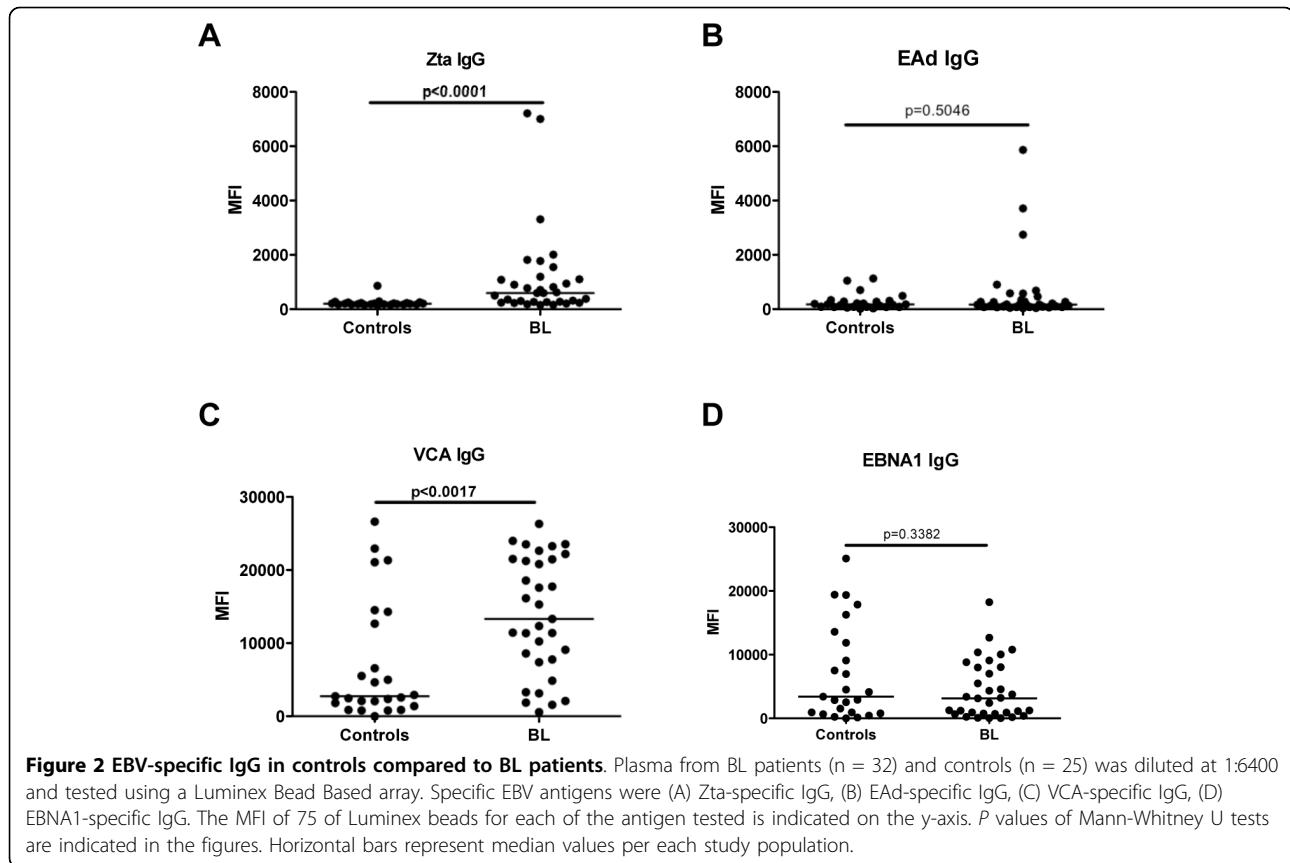 A
Zta IgG
p<0.0001
8000
6000
4000
2000
0
MFI
Controls
BL
B
EAd IgG
p=0.5046
8000
6000
4000
2000
0
MFI
Controls
BL
C
VCA IgG
p<0.0017
30000
20000
10000
0
MFI
Controls
BL
D
EBNA1 IgG
p=0.3382
30000
20000
10000
0
MFI
Controls
BL
Figure 2 EBV-specific IgG in controls compared to BL patients. Plasma from BL patients (n = 32) and controls (n = 25) was diluted at 1:6400
and tested using a Luminex Bead Based array. Specific EBV antigens were (A) Zta-specific IgG, (B) EAd-specific IgG, (C) VCA-specific IgG, (D)
EBNA1-specific IgG. The MFI of 75 of Luminex beads for each of the antigen tested is indicated on the y-axis. P values of Mann-Whitney U tests
are indicated in the figures. Horizontal bars represent median values per each study population.